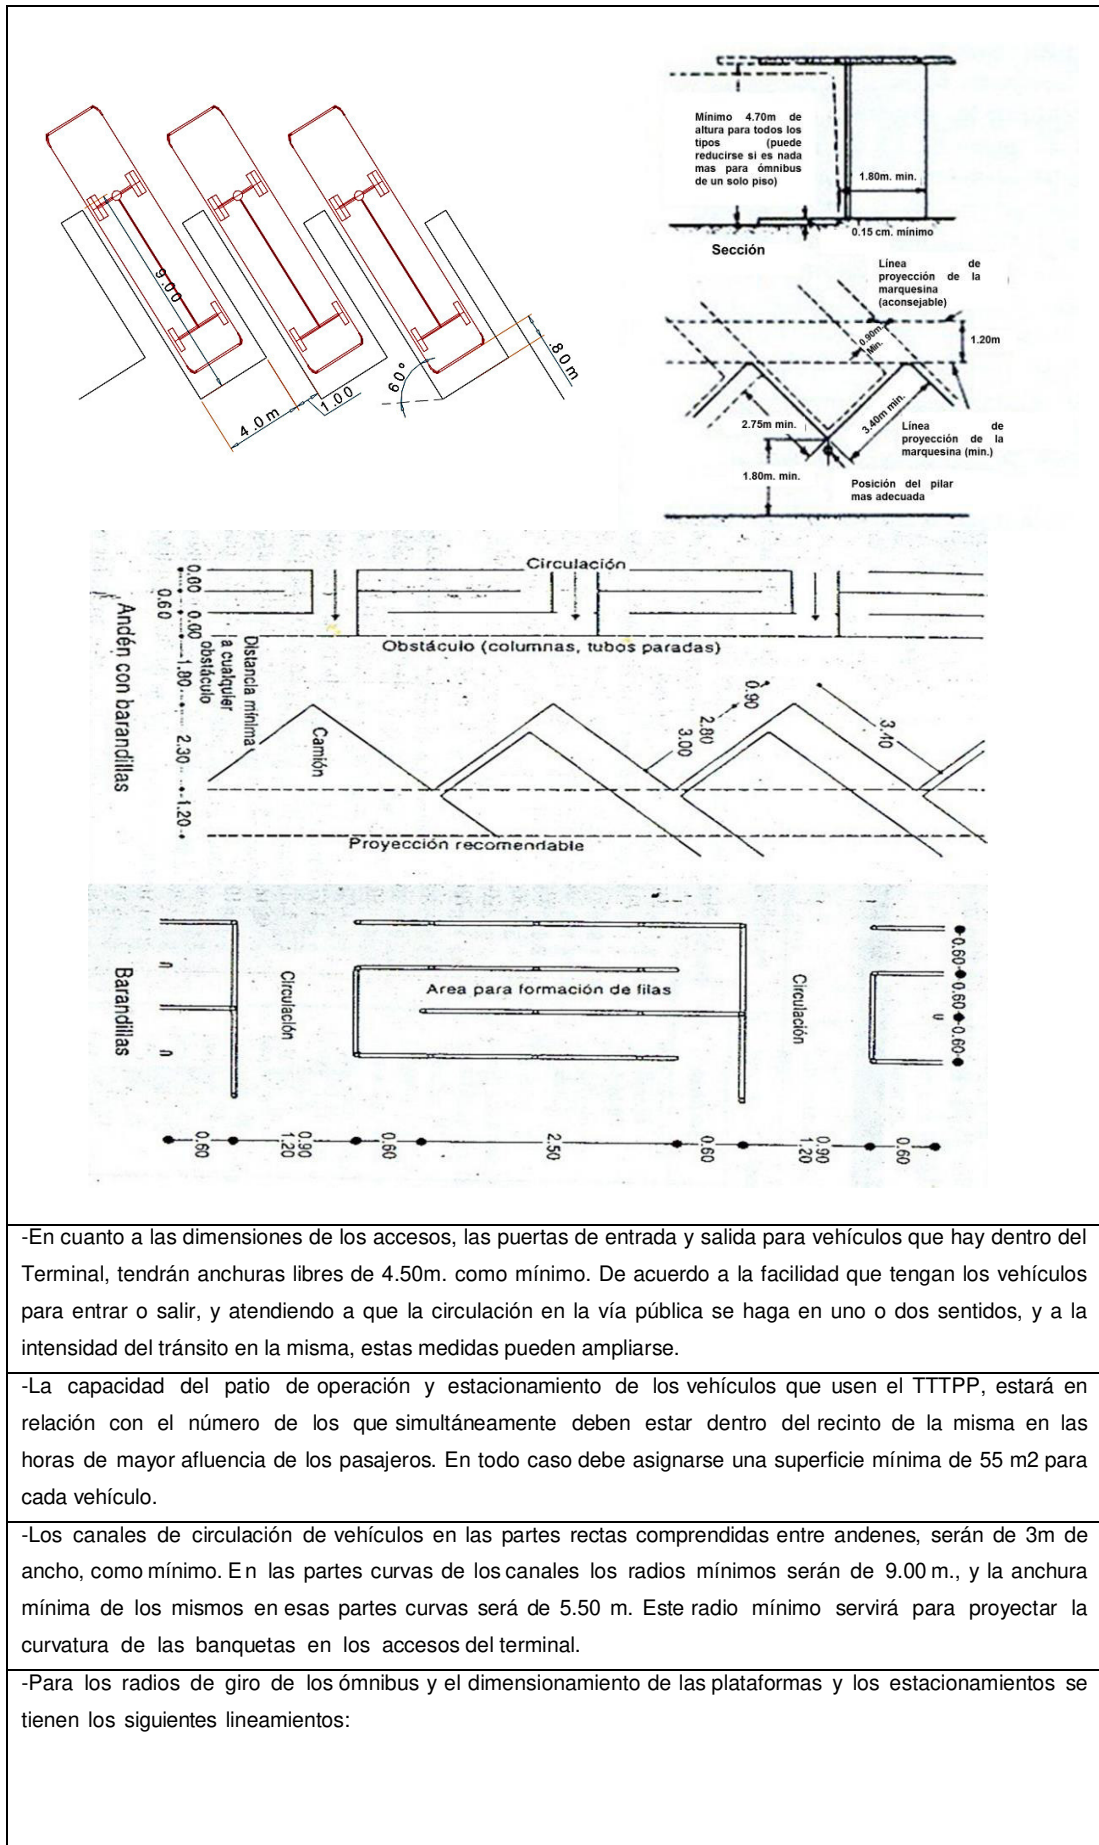 9.00
4.0m
1.00
60°
.80m
Mínimo 4.70m de
altura para todos los
tipos (puede
reducirse si es nada
mas para ómnibus
de un solo piso)
1.80m. min.
0.15 cm. mínimo
Sección
Línea de
proyección de la
marquesina
(aconsejable)
0.90m.
Min.
1.20m
2.75m min.
3.40m min.
Línea de
proyección de la
marquesina (min.)
1.80m. min.
Posición del pilar
mas adecuada
Circulación
Obstáculo (columnas, tubos paradas)
0.60
0.60
0.60
1.80
2.30
1.20
Andén con barandillas
Distancia mínima
a cualquier
obstáculo
Camión
0.90
2.80
3.00
3.40
Proyección recomendable
Barandillas
Circulación
Area para formación de filas
Circulación
0.60
0.60
0.60
0.60
0.90
1.20
0.60
2.50
0.60
0.90
1.20
0.60
-En cuanto a las dimensiones de los accesos, las puertas de entrada y salida para vehículos que hay dentro del
Terminal, tendrán anchuras libres de 4.50m. como mínimo. De acuerdo a la facilidad que tengan los vehículos
para entrar o salir, y atendiendo a que la circulación en la vía pública se haga en uno o dos sentidos, y a la
intensidad del tránsito en la misma, estas medidas pueden ampliarse.
-La capacidad del patio de operación y estacionamiento de los vehículos que usen el TTTPP, estará en
relación con el número de los que simultáneamente deben estar dentro del recinto de la misma en las
horas de mayor afluencia de los pasajeros. En todo caso debe asignarse una superficie mínima de 55 m2 para
cada vehículo.
-Los canales de circulación de vehículos en las partes rectas comprendidas entre andenes, serán de 3m de
ancho, como mínimo. En las partes curvas de los canales los radios mínimos serán de 9.00 m., y la anchura
mínima de los mismos en esas partes curvas será de 5.50 m. Este radio mínimo servirá para proyectar la
curvatura de las banquetas en los accesos del terminal.
-Para los radios de giro de los ómnibus y el dimensionamiento de las plataformas y los estacionamientos se
tienen los siguientes lineamientos: